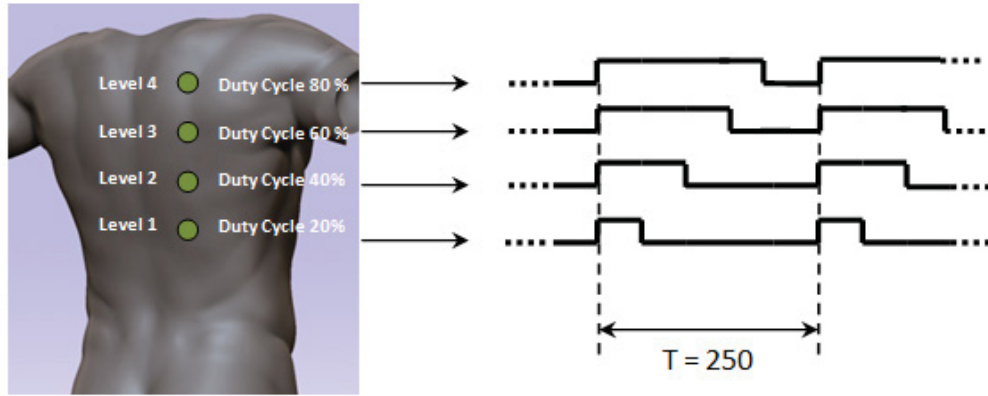 Level 4 Duty Cycle 80 %
Level 3 Duty Cycle 60 %
Level 2 Duty Cycle 40%
Level 1 Duty Cycle 20%
T = 250